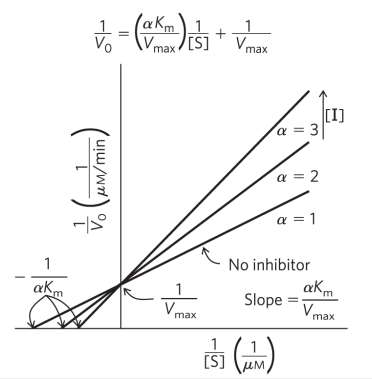 1/V₀ = (αKₘ/Vₘₐₓ) 1/[S] + 1/Vₘₐₓ
[I]
α = 3
α = 2
α = 1
1/V₀ (1/μM/min)
No inhibitor
− 1/αKₘ
1/Vₘₐₓ
Slope = αKₘ/Vₘₐₓ
1/[S] (1/μM)